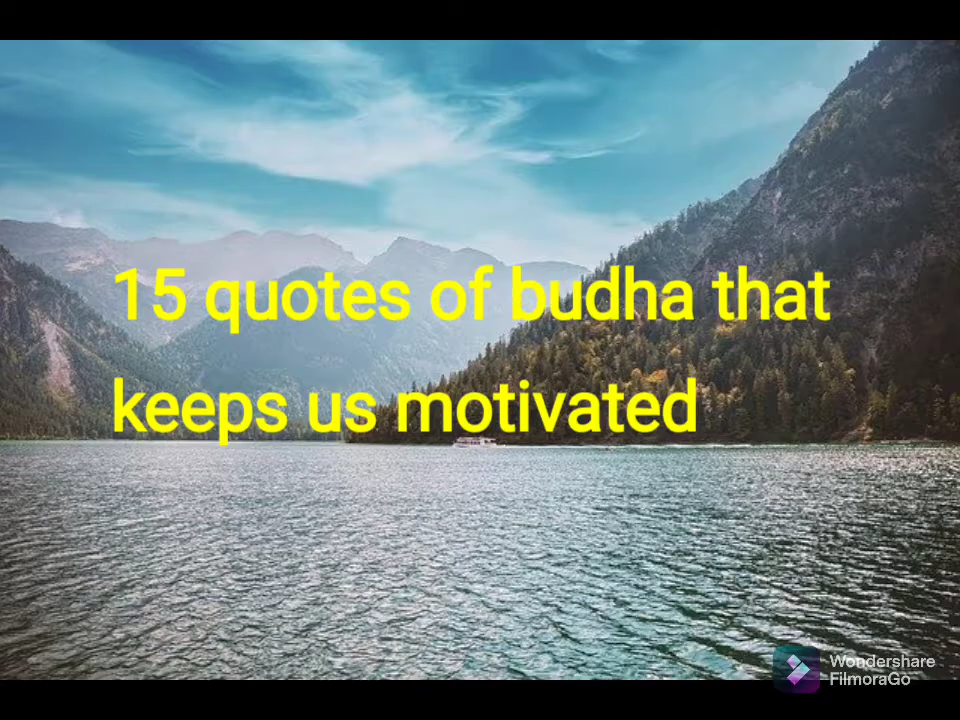 15 quotes of budha that
keeps us motivated
Wondershare
FilmoraGo